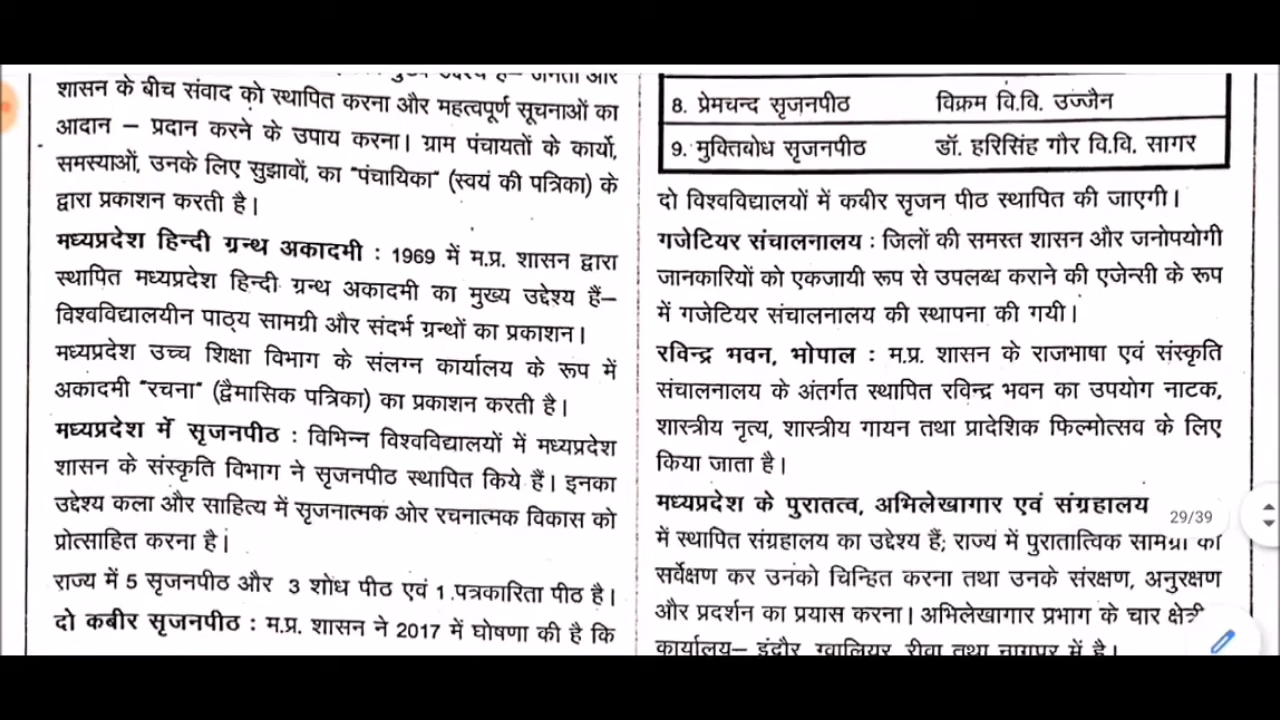 शासन के बीच संवाद को स्थापित करना और महत्वपूर्ण सूचनाओं का
आदान – प्रदान करने के उपाय करना। ग्राम पंचायतों के कार्यो,
समस्याओं, उनके लिए सुझावों, का "पंचायिका" (स्वयं की पत्रिका) के
द्वारा प्रकाशन करती है।
मध्यप्रदेश हिन्दी ग्रन्थ अकादमी : 1969 में म.प्र. शासन द्वारा
स्थापित मध्यप्रदेश हिन्दी ग्रन्थ अकादमी का मुख्य उद्देश्य हैं–
विश्वविद्यालयीन पाठ्य सामग्री और संदर्भ ग्रन्थों का प्रकाशन।
मध्यप्रदेश उच्च शिक्षा विभाग के संलग्न कार्यालय के रूप में
अकादमी "रचना" (द्वैमासिक पत्रिका) का प्रकाशन करती है।
मध्यप्रदेश में सृजनपीठ : विभिन्न विश्वविद्यालयों में मध्यप्रदेश
शासन के संस्कृति विभाग ने सृजनपीठ स्थापित किये हैं। इनका
उद्देश्य कला और साहित्य में सृजनात्मक ओर रचनात्मक विकास को
प्रोत्साहित करना है।
राज्य में 5 सृजनपीठ और 3 शोध पीठ एवं 1 पत्रकारिता पीठ है।
दो कबीर सृजनपीठ : म.प्र. शासन ने 2017 में घोषणा की है कि
8. प्रेमचन्द सृजनपीठ विक्रम वि.वि. उज्जैन
9. मुक्तिबोध सृजनपीठ डॉ. हरिसिंह गौर वि.वि. सागर
दो विश्वविद्यालयों में कबीर सृजन पीठ स्थापित की जाएगी।
गजेटियर संचालनालय : जिलों की समस्त शासन और जनोपयोगी
जानकारियों को एकजायी रूप से उपलब्ध कराने की एजेन्सी के रूप
में गजेटियर संचालनालय की स्थापना की गयी।
रविन्द्र भवन, भोपाल : म.प्र. शासन के राजभाषा एवं संस्कृति
संचालनालय के अंतर्गत स्थापित रविन्द्र भवन का उपयोग नाटक,
शास्त्रीय नृत्य, शास्त्रीय गायन तथा प्रादेशिक फिल्मोत्सव के लिए
किया जाता है।
मध्यप्रदेश के पुरातत्व, अभिलेखागार एवं संग्रहालय
29/39
में स्थापित संग्रहालय का उद्देश्य हैं; राज्य में पुरातात्विक सामग्री का
सर्वेक्षण कर उनको चिन्हित करना तथा उनके संरक्षण, अनुरक्षण
और प्रदर्शन का प्रयास करना। अभिलेखागार प्रभाग के चार
कार्यालय– इंदौर, ग्वालियर, रीवा तथा नागपुर में है।